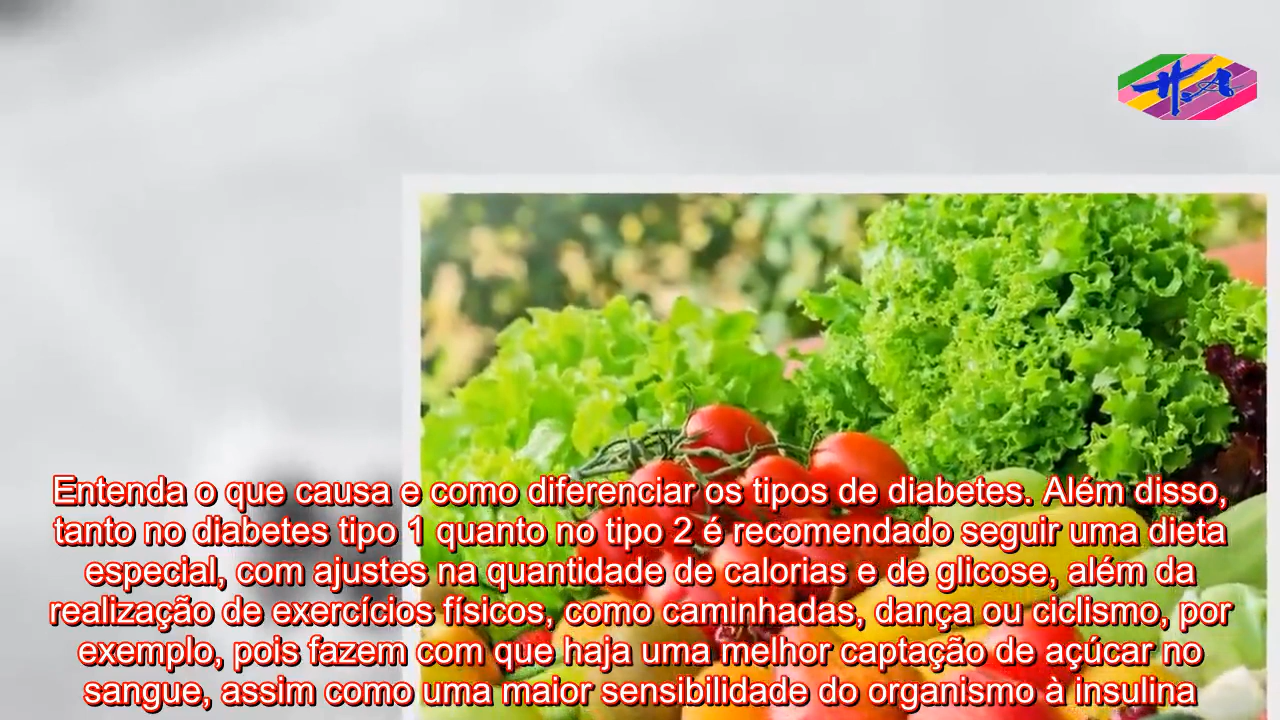 H.A
Entenda o que causa e como diferenciar os tipos de diabetes. Além disso,
tanto no diabetes tipo 1 quanto no tipo 2 é recomendado seguir uma dieta
especial, com ajustes na quantidade de calorias e de glicose, além da
realização de exercícios físicos, como caminhadas, dança ou ciclismo, por
exemplo, pois fazem com que haja uma melhor captação de açúcar no
sangue, assim como uma maior sensibilidade do organismo à insulina